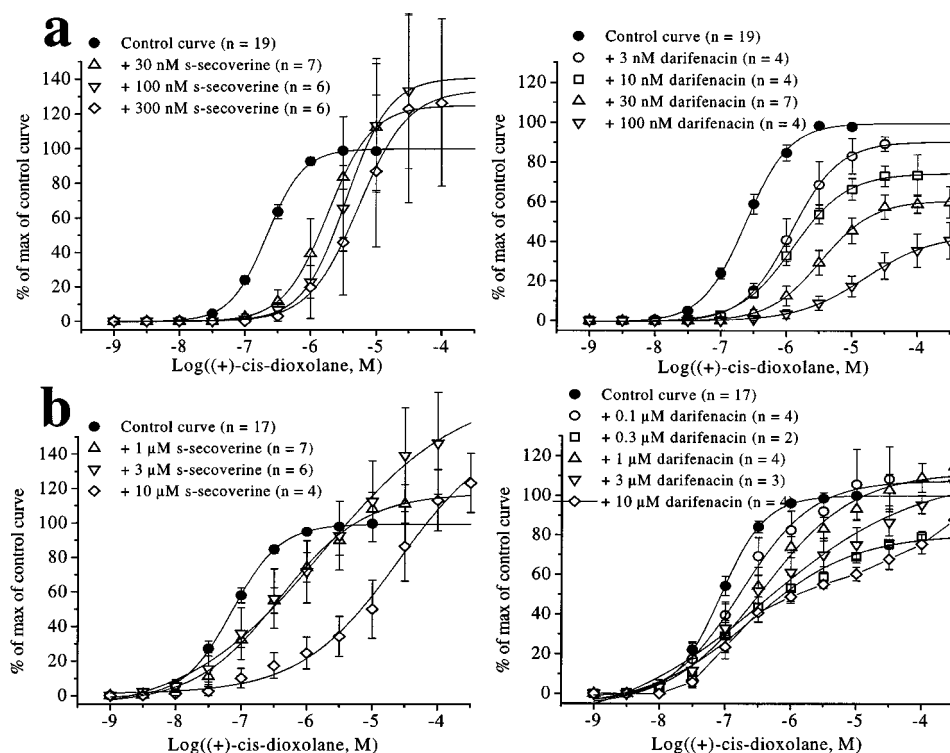 a
Control curve (n = 19)
+ 30 nM s-secoverine (n = 7)
+ 100 nM s-secoverine (n = 6)
+ 300 nM s-secoverine (n = 6)
% of max of control curve
140
120
100
80
60
40
20
0
-9 -8 -7 -6 -5 -4
Log((+)-cis-dioxolane, M)
Control curve (n = 19)
+ 3 nM darifenacin (n = 4)
+ 10 nM darifenacin (n = 4)
+ 30 nM darifenacin (n = 7)
+ 100 nM darifenacin (n = 4)
% of max of control curve
100
80
60
40
20
0
-9 -8 -7 -6 -5 -4
Log((+)-cis-dioxolane, M)
b
Control curve (n = 17)
+ 1 µM s-secoverine (n = 7)
+ 3 µM s-secoverine (n = 6)
+ 10 µM s-secoverine (n = 4)
% of max of control curve
140
120
100
80
60
40
20
0
-9 -8 -7 -6 -5 -4
Log((+)-cis-dioxolane, M)
Control curve (n = 17)
+ 0.1 µM darifenacin (n = 4)
+ 0.3 µM darifenacin (n = 2)
+ 1 µM darifenacin (n = 4)
+ 3 µM darifenacin (n = 3)
+ 10 µM darifenacin (n = 4)
% of max of control curve
120
100
80
60
40
20
0
-9 -8 -7 -6 -5 -4
Log((+)-cis-dioxolane, M)